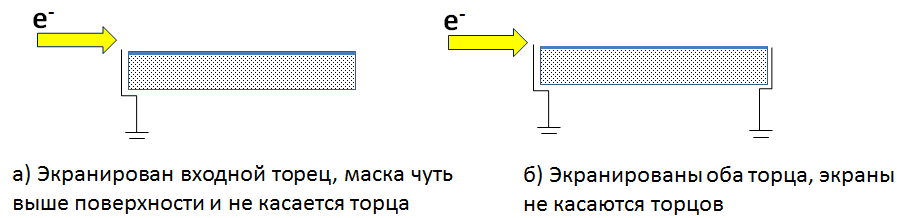 e-
e-
а) Экранирован входной торец, маска чуть
выше поверхности и не касается торца
б) Экранированы оба торца, экраны
не касаются торцов